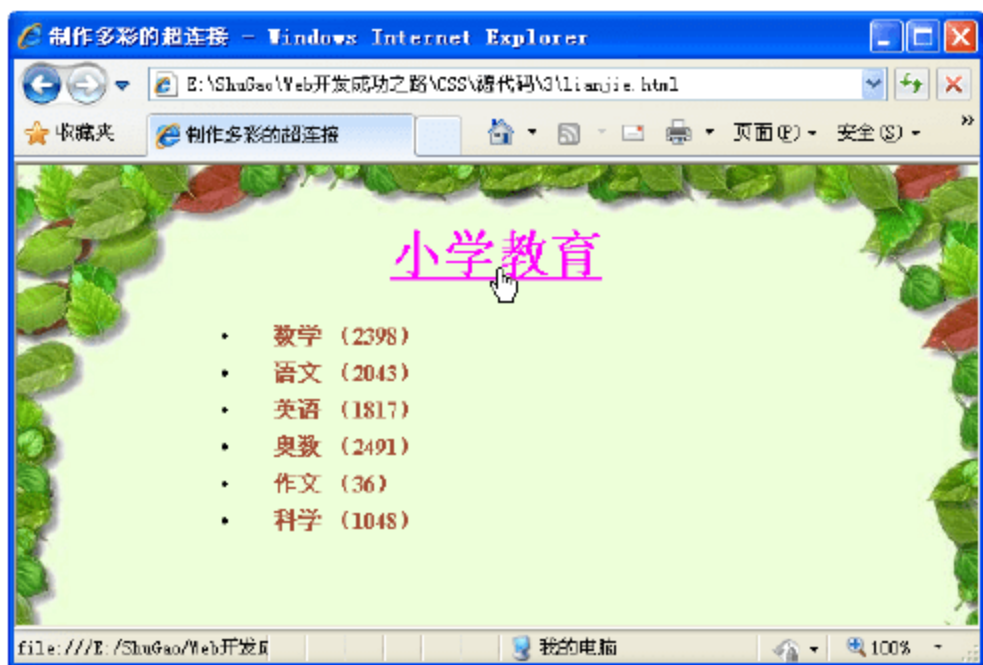 制作多彩的超连接 - Windows Internet Explorer
E:\ShuGao\Web开发成功之路\CSS\源代码\3\lianjie.html
收藏夹 制作多彩的超连接 页面(P) 安全(S) »
小学教育
• 数学 (2398)
• 语文 (2043)
• 英语 (1817)
• 奥数 (2491)
• 作文 (36)
• 科学 (1048)
file:///E:/ShuGao/Web开发 我的电脑 100%